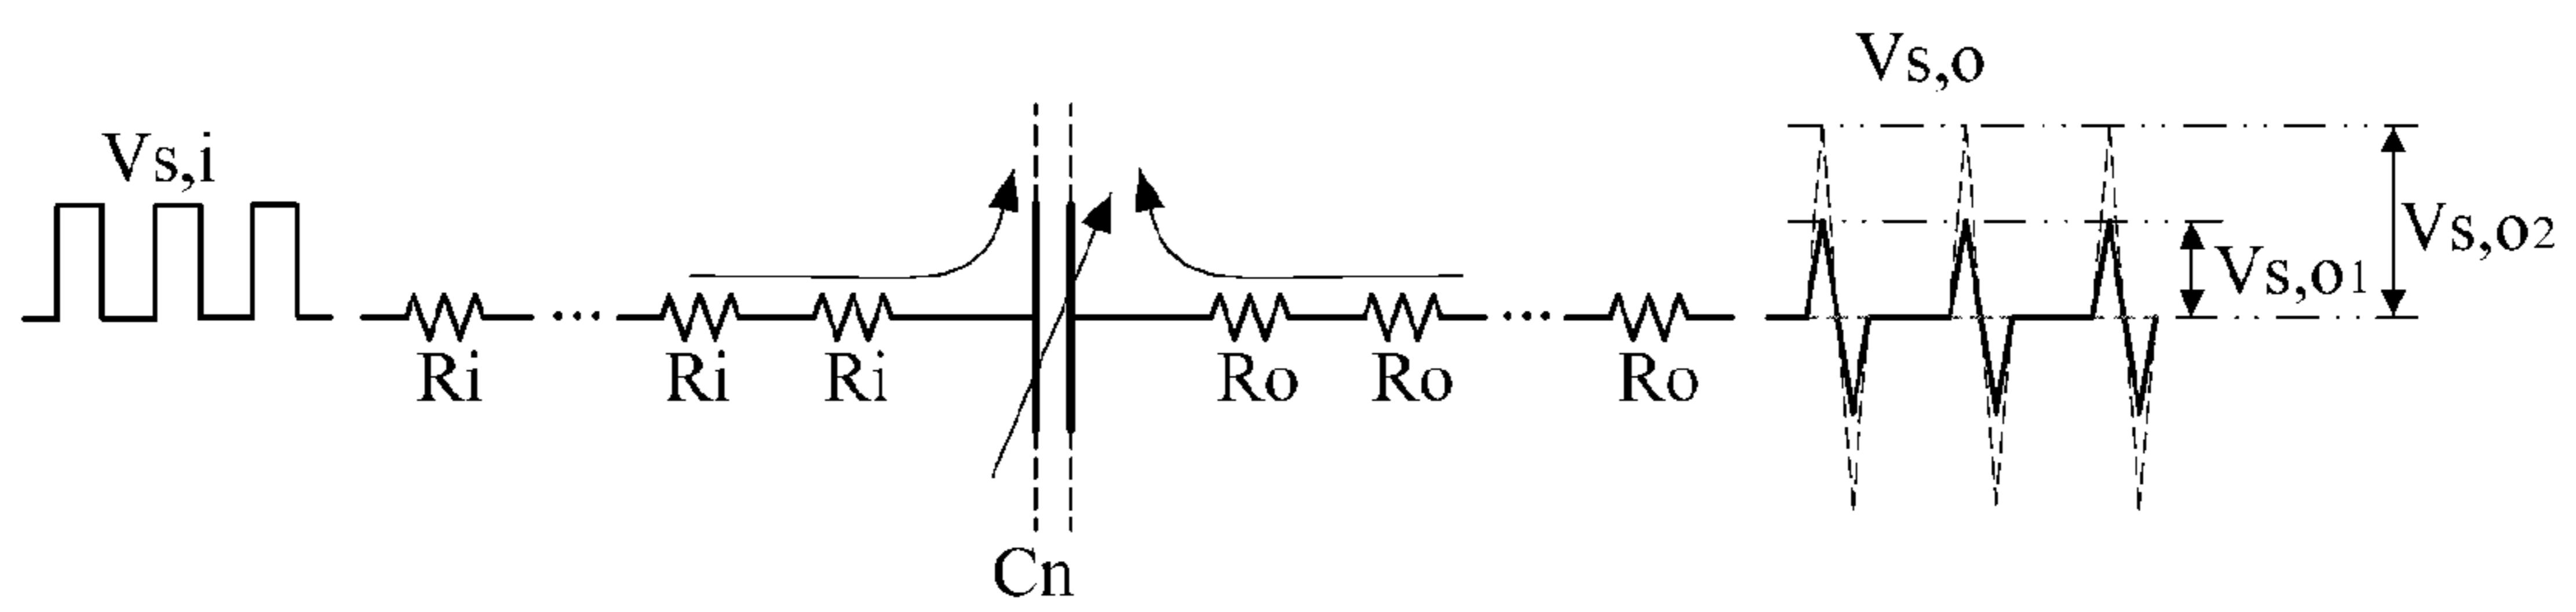 Vs,o
Vs,i
Vs,o2
Vs,o1
Ri ... Ri Ri Ro Ro ... Ro
Cn